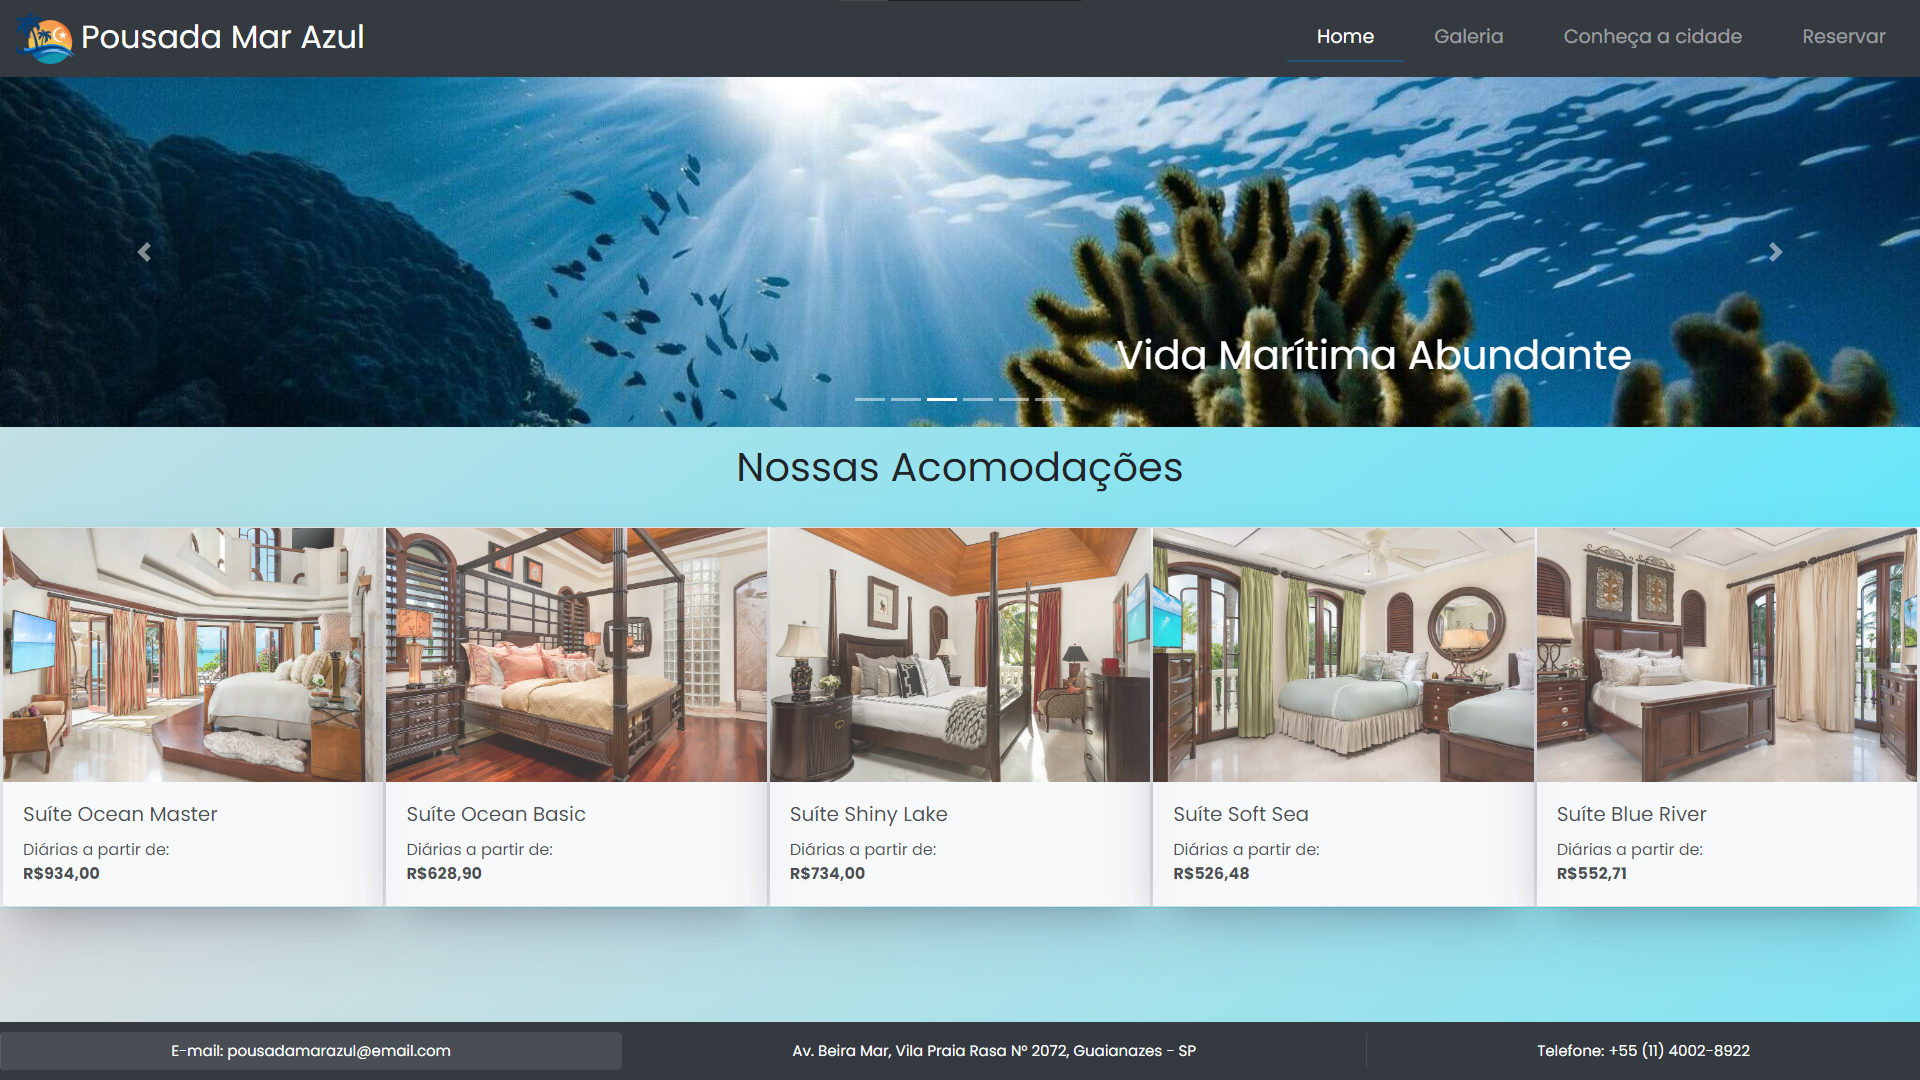 Pousada Mar Azul
Home
Galeria
Conheça a cidade
Reservar
Vida Marítima Abundante
Nossas Acomodações
Suíte Ocean Master
Diárias a partir de:
R$934,00
Suíte Ocean Basic
Diárias a partir de:
R$628,90
Suíte Shiny Lake
Diárias a partir de:
R$734,00
Suíte Soft Sea
Diárias a partir de:
R$526,48
Suíte Blue River
Diárias a partir de:
R$552,71
E-mail: pousadamarazul@email.com
Av. Beira Mar, Vila Praia Rasa Nº 2072, Guaianazes - SP
Telefone: +55 (11) 4002-8922